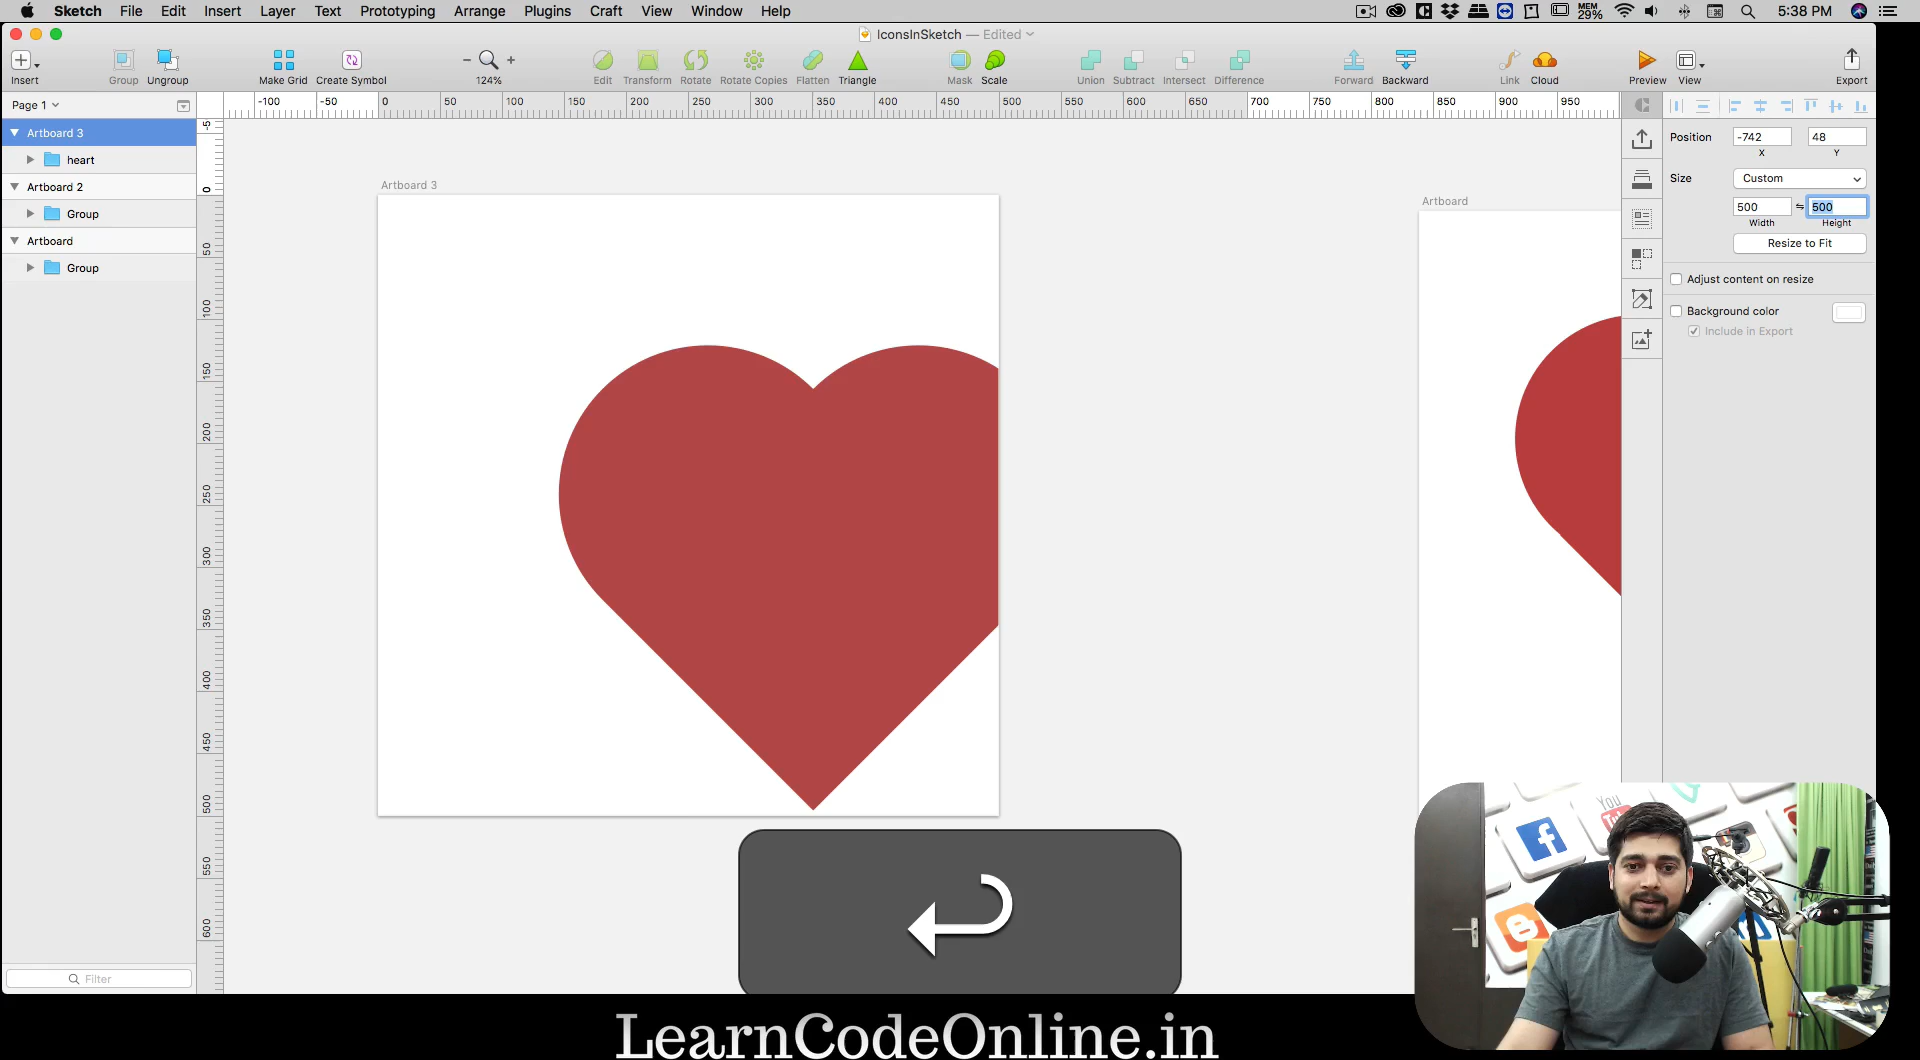 Sketch File Edit Insert Layer Text Prototyping Arrange Plugins Craft View Window Help MEM 29% 5:38 PM
IconsInSketch — Edited
Insert Group Ungroup Make Grid Create Symbol 124% Edit Transform Rotate Rotate Copies Flatten Triangle Mask Scale Union Subtract Intersect Difference Forward Backward Link Cloud Preview View Export
Page 1
-100 -50 0 50 100 150 200 250 300 350 400 450 500 550 600 650 700 750 800 850 900 950
Artboard 3
heart
Artboard 2
Group
Artboard
Group
Filter
-5 0 50 100 150 200 250 300 350 400 450 500 550 600
Artboard 3
Artboard
Position -742 48
X Y
Size Custom
500 500
Width Height
Resize to Fit
Adjust content on resize
Background color
Include in Export
You
LearnCodeOnline.in